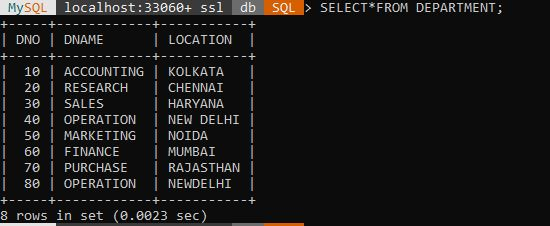 MySQL localhost:33060+ ssl db SQL > SELECT*FROM DEPARTMENT;
+-----+------------+-----------+
| DNO | DNAME      | LOCATION  |
+-----+------------+-----------+
|  10 | ACCOUNTING | KOLKATA   |
|  20 | RESEARCH   | CHENNAI   |
|  30 | SALES      | HARYANA   |
|  40 | OPERATION  | NEW DELHI |
|  50 | MARKETING  | NOIDA     |
|  60 | FINANCE    | MUMBAI    |
|  70 | PURCHASE   | RAJASTHAN |
|  80 | OPERATION  | NEWDELHI  |
+-----+------------+-----------+
8 rows in set (0.0023 sec)